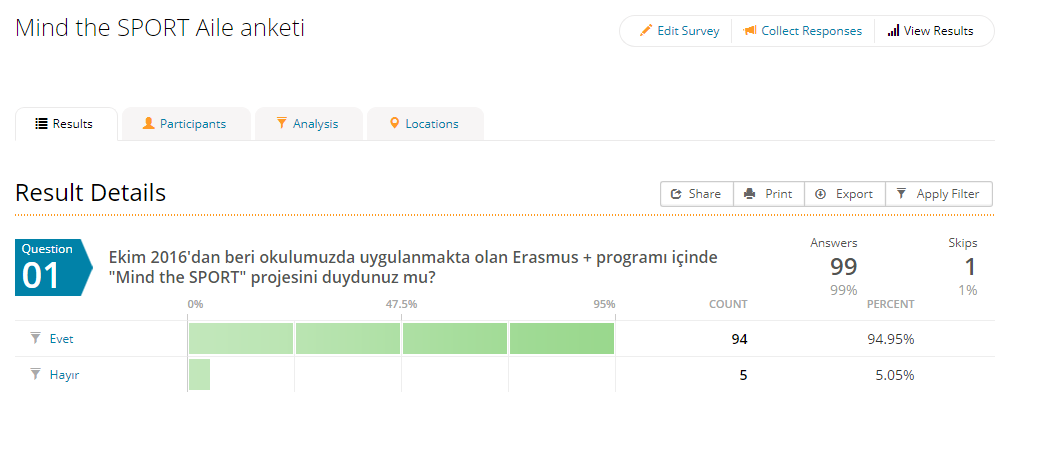 Mind the SPORT Aile anketi
Edit Survey Collect Responses View Results
Results Participants Analysis Locations
Result Details
Share Print Export Apply Filter
Question
01
Ekim 2016'dan beri okulumuzda uygulanmakta olan Erasmus + programı içinde
"Mind the SPORT" projesini duydunuz mu?
Answers Skips
99 1
99% 1%
0% 47.5% 95% COUNT PERCENT
Evet 94 94.95%
Hayır 5 5.05%